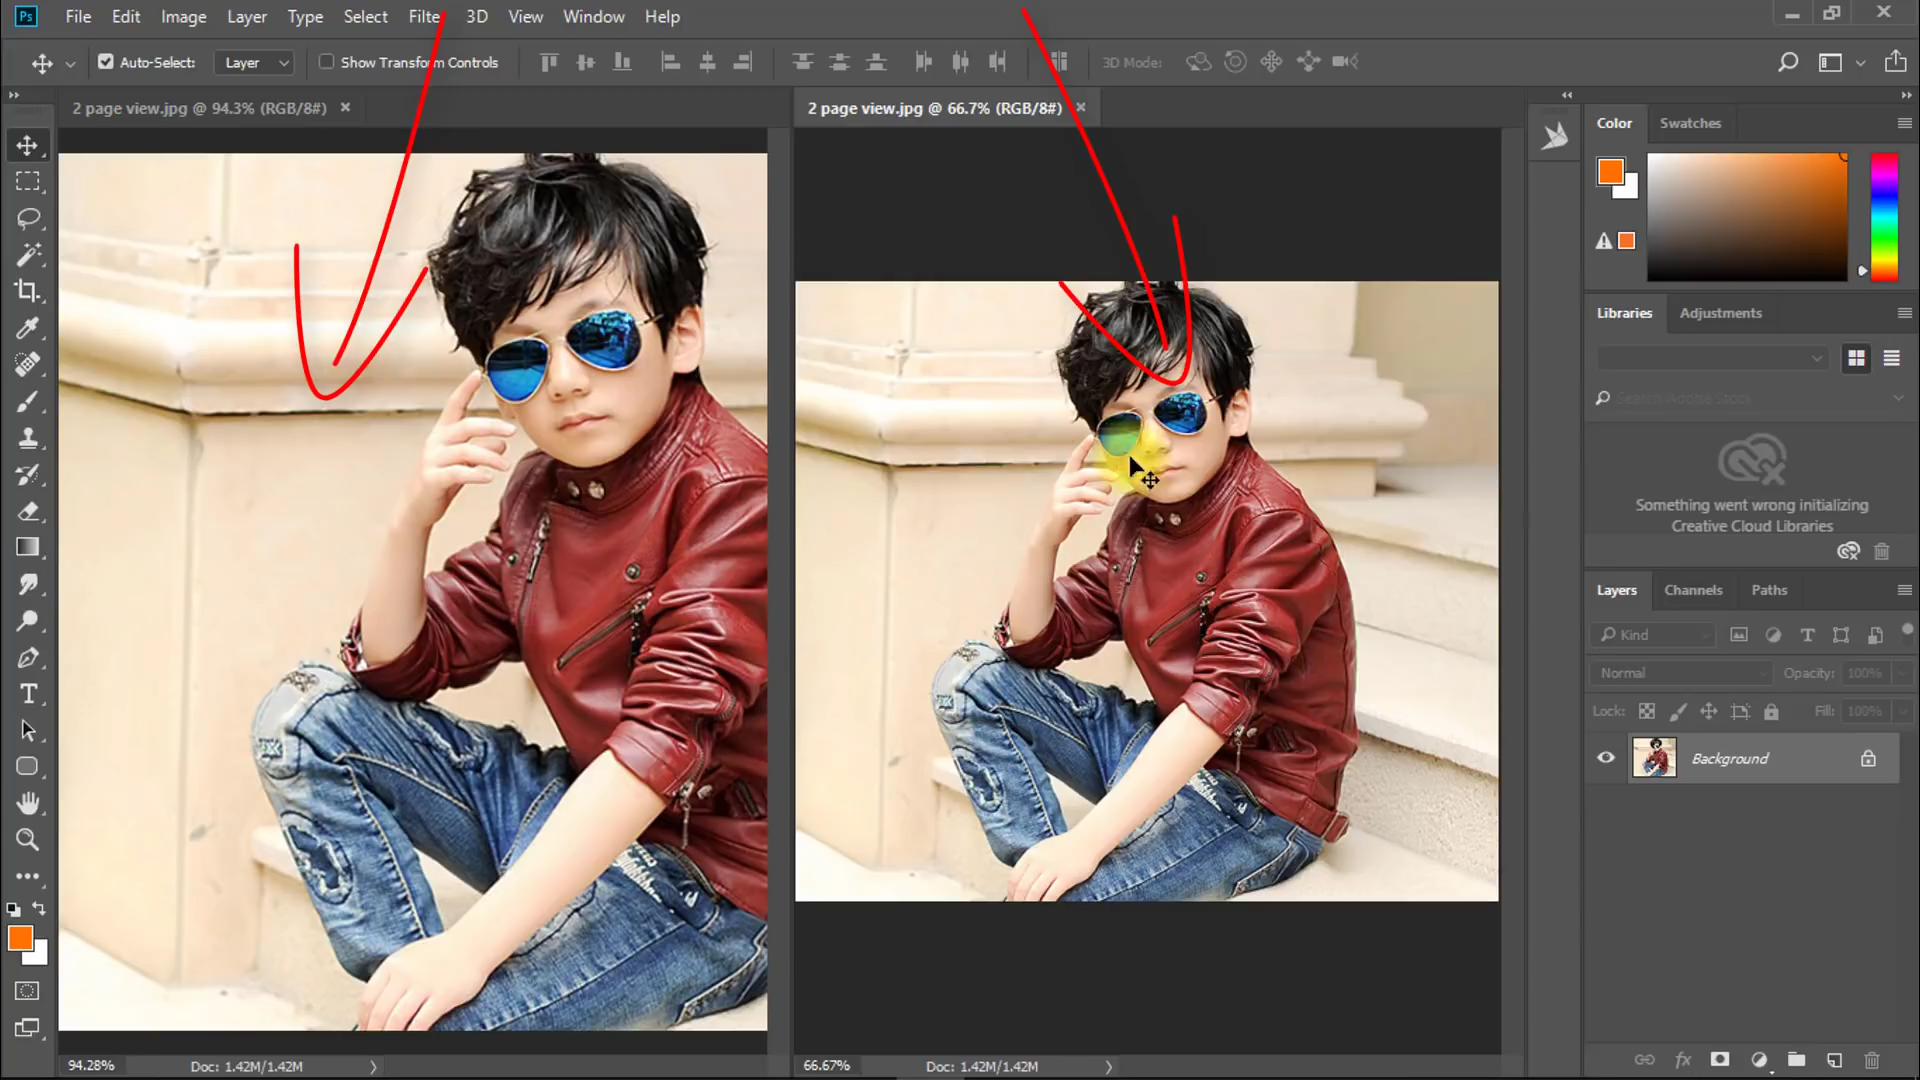 Ps File Edit Image Layer Type Select Filte 3D View Window Help
Auto-Select: Layer Show Transform Controls 3D Mode:
2 page view.jpg @ 94.3% (RGB/8#) ×
2 page view.jpg @ 66.7% (RGB/8#) ×
Color Swatches
Libraries Adjustments
Search Adobe Stock
Something went wrong initializing
Creative Cloud Libraries
Layers Channels Paths
Kind
Normal Opacity: 100%
Lock: Fill: 100%
Background
fx
94.28% Doc: 1.42M/1.42M
66.67% Doc: 1.42M/1.42M